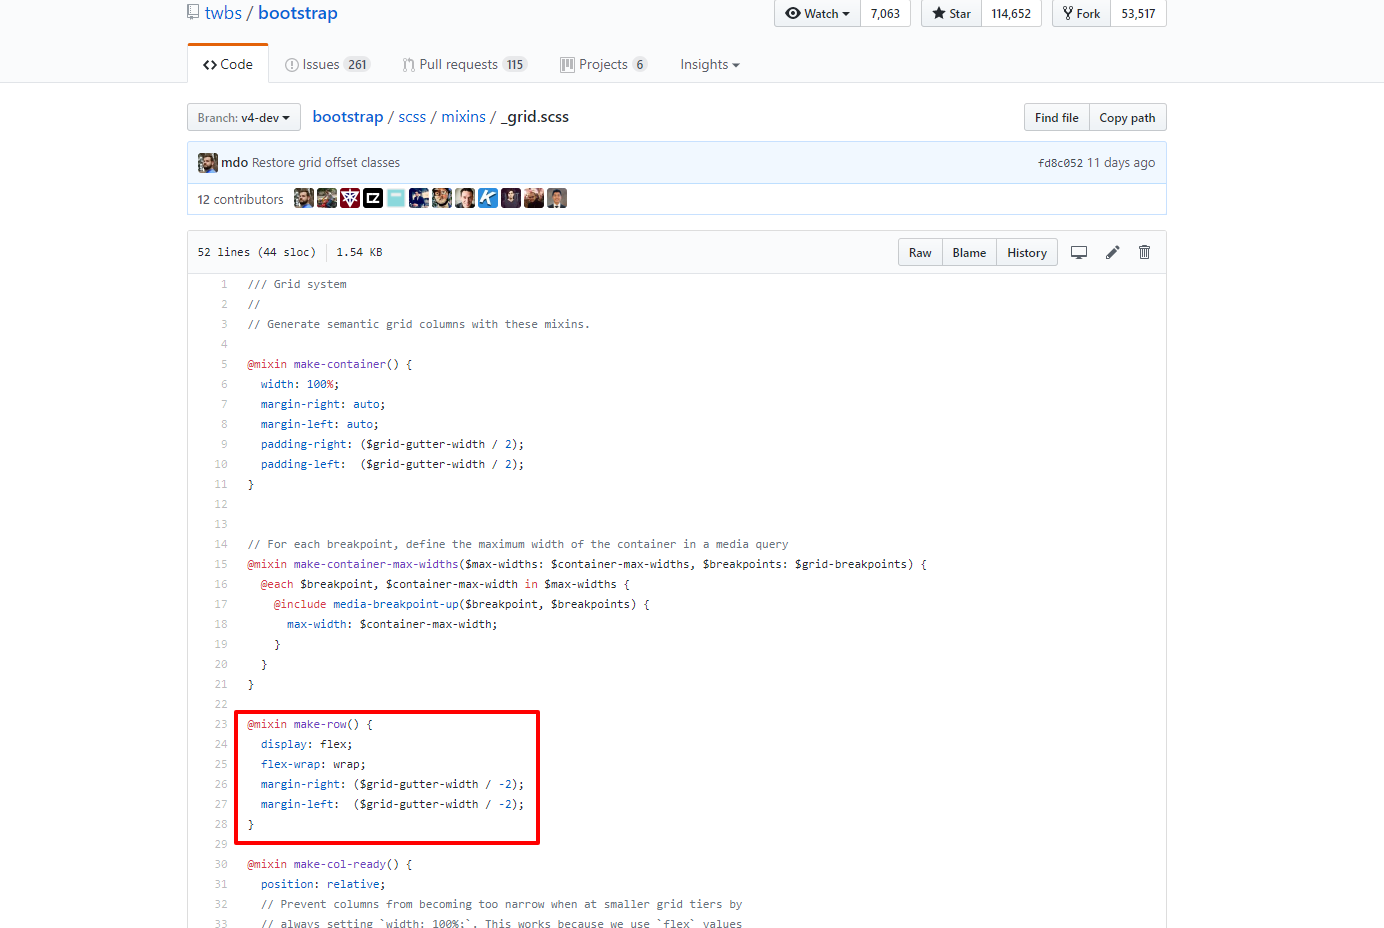 twbs / bootstrap
Watch 7,063 Star 114,652 Fork 53,517
Code Issues 261 Pull requests 115 Projects 6 Insights
Branch: v4-dev bootstrap / scss / mixins / _grid.scss Find file Copy path
mdo Restore grid offset classes fd8c052 11 days ago
12 contributors
52 lines (44 sloc) 1.54 KB Raw Blame History
1 /// Grid system
2 //
3 // Generate semantic grid columns with these mixins.
4
5 @mixin make-container() {
6 width: 100%;
7 margin-right: auto;
8 margin-left: auto;
9 padding-right: ($grid-gutter-width / 2);
10 padding-left:  ($grid-gutter-width / 2);
11 }
12
13
14 // For each breakpoint, define the maximum width of the container in a media query
15 @mixin make-container-max-widths($max-widths: $container-max-widths, $breakpoints: $grid-breakpoints) {
16 @each $breakpoint, $container-max-width in $max-widths {
17 @include media-breakpoint-up($breakpoint, $breakpoints) {
18 max-width: $container-max-width;
19 }
20 }
21 }
22
23 @mixin make-row() {
24 display: flex;
25 flex-wrap: wrap;
26 margin-right: ($grid-gutter-width / -2);
27 margin-left:  ($grid-gutter-width / -2);
28 }
29
30 @mixin make-col-ready() {
31 position: relative;
32 // Prevent columns from becoming too narrow when at smaller grid tiers by
33 // always setting `width: 100%;`. This works because we use `flex` values